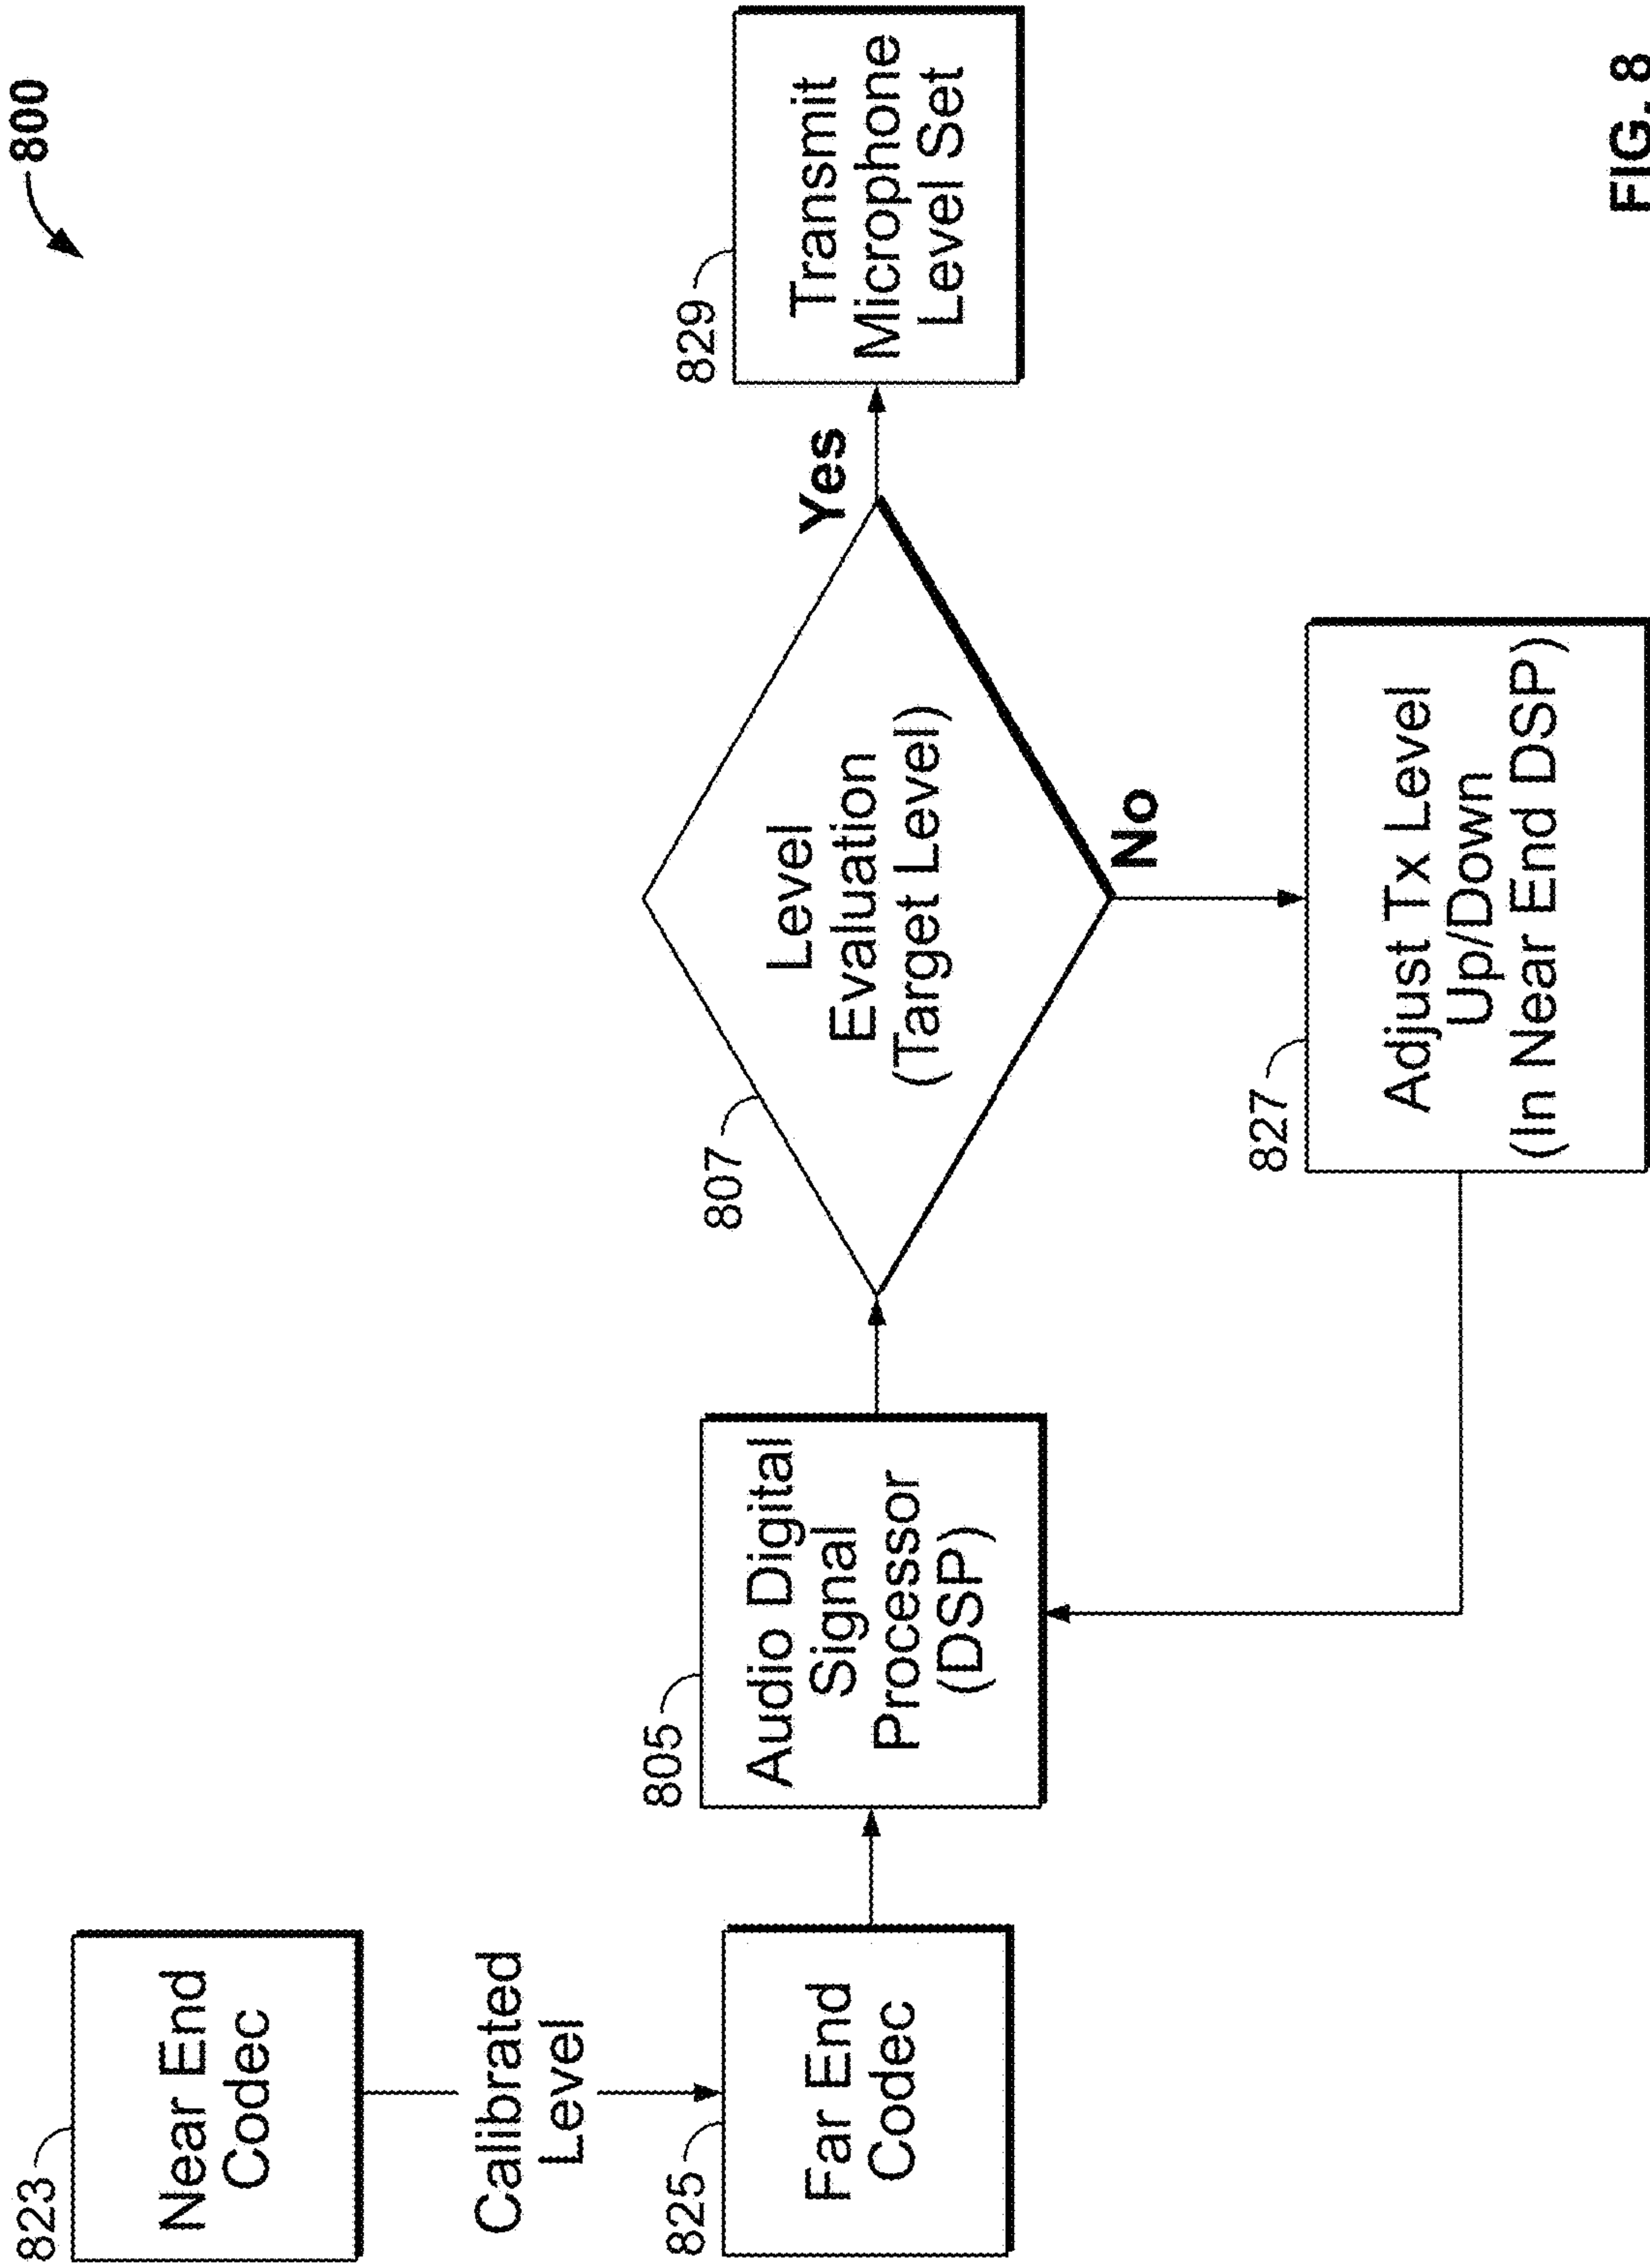 800
823
Near End
Codec
Calibrated
Level
825
Far End
Codec
805
Audio Digital
Signal
Processor
(DSP)
807
Level
Evaluation
(Target Level)
Yes
829
Transmit
Microphone
Level Set
No
827
Adjust Tx Level
Up/Down
(In Near End DSP)
FIG. 8